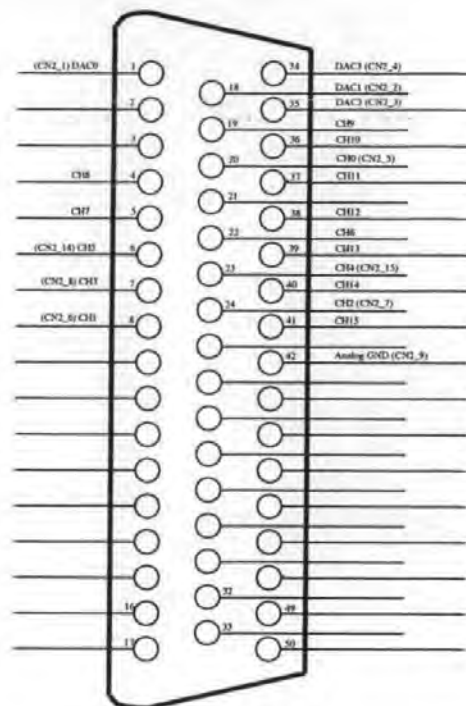 (CN2_1) DAC0 1
34 DAC3 (CN2_4)
18 DAC1 (CN2_2)
2
35 DAC2 (CN2_3)
19 CH9
3
36 CH10
20 CH0 (CN2_5)
CH8 4
37 CH11
21
CH7 5
38 CH12
22 CH6
(CN2_14) CH5 6
39 CH13
23 CH4 (CN2_15)
(CN2_8) CH3 7
40 CH14
24 CH2 (CN2_7)
(CN2_6) CH1 8
41 CH15
42 Analog GND (CN2_9)
32
16
49
33
17
50